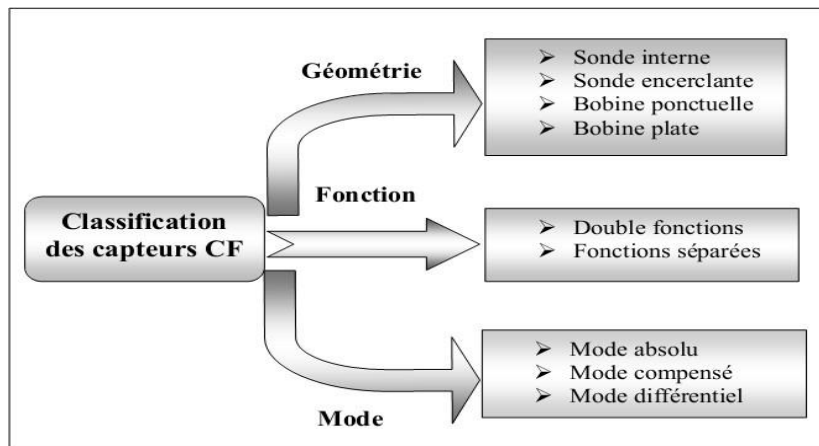 Géométrie
➢ Sonde interne
➢ Sonde encerclante
➢ Bobine ponctuelle
➢ Bobine plate
Classification
des capteurs CF
Fonction
➢ Double fonctions
➢ Fonctions séparées
Mode
➢ Mode absolu
➢ Mode compensé
➢ Mode différentiel